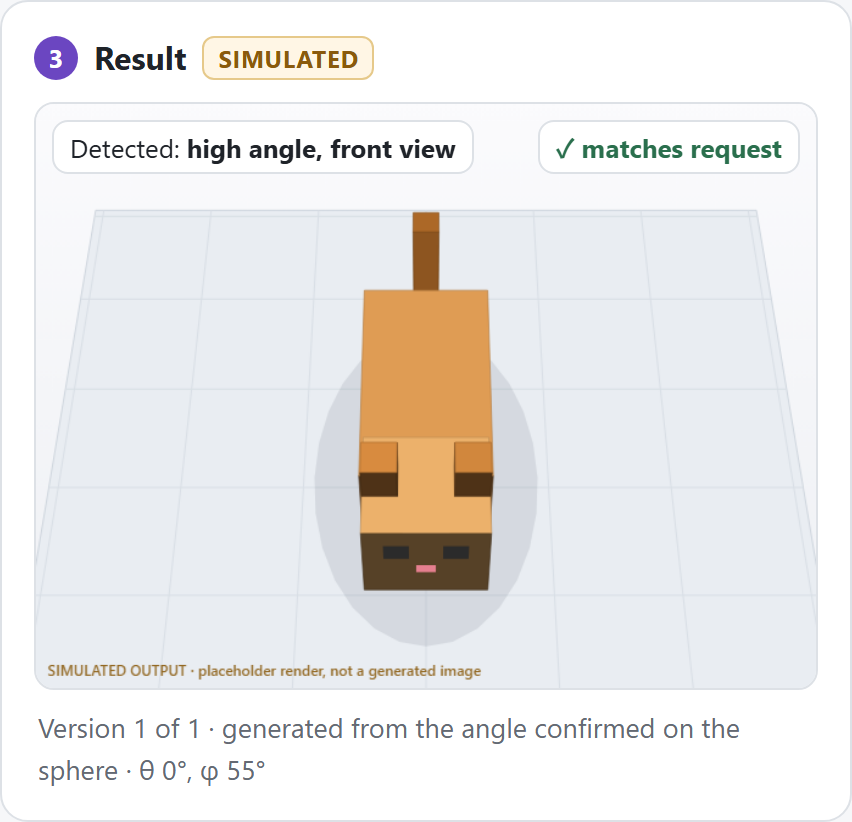 3 Result SIMULATED
Detected: high angle, front view
✓ matches request
SIMULATED OUTPUT · placeholder render, not a generated image
Version 1 of 1 · generated from the angle confirmed on the
sphere · θ 0°, φ 55°